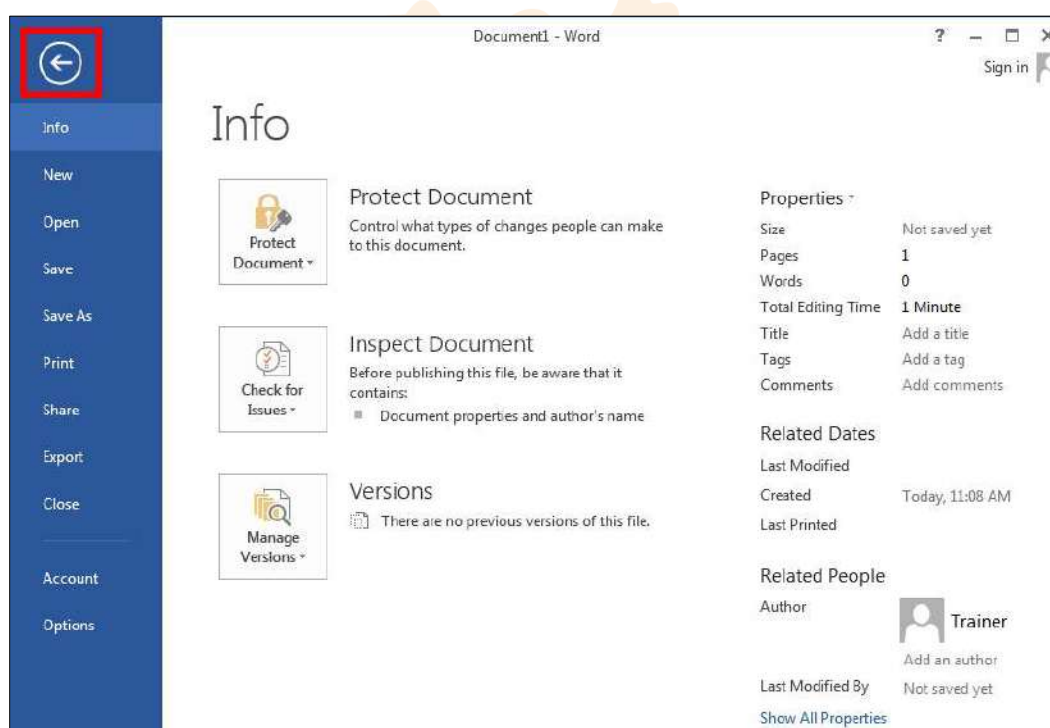 Document1 - Word
?
Sign in
Info
New
Open
Save
Save As
Print
Share
Export
Close
Account
Options
Info
Protect Document
Protect Document
Control what types of changes people can make
to this document.
Check for
Issues
Inspect Document
Before publishing this file, be aware that it
contains:
Document properties and author's name
Manage
Versions
Versions
There are no previous versions of this file.
Properties
Size Not saved yet
Pages 1
Words 0
Total Editing Time 1 Minute
Title Add a title
Tags Add a tag
Comments Add comments
Related Dates
Last Modified
Created Today, 11:08 AM
Last Printed
Related People
Author Trainer
Add an author
Last Modified By Not saved yet
Show All Properties